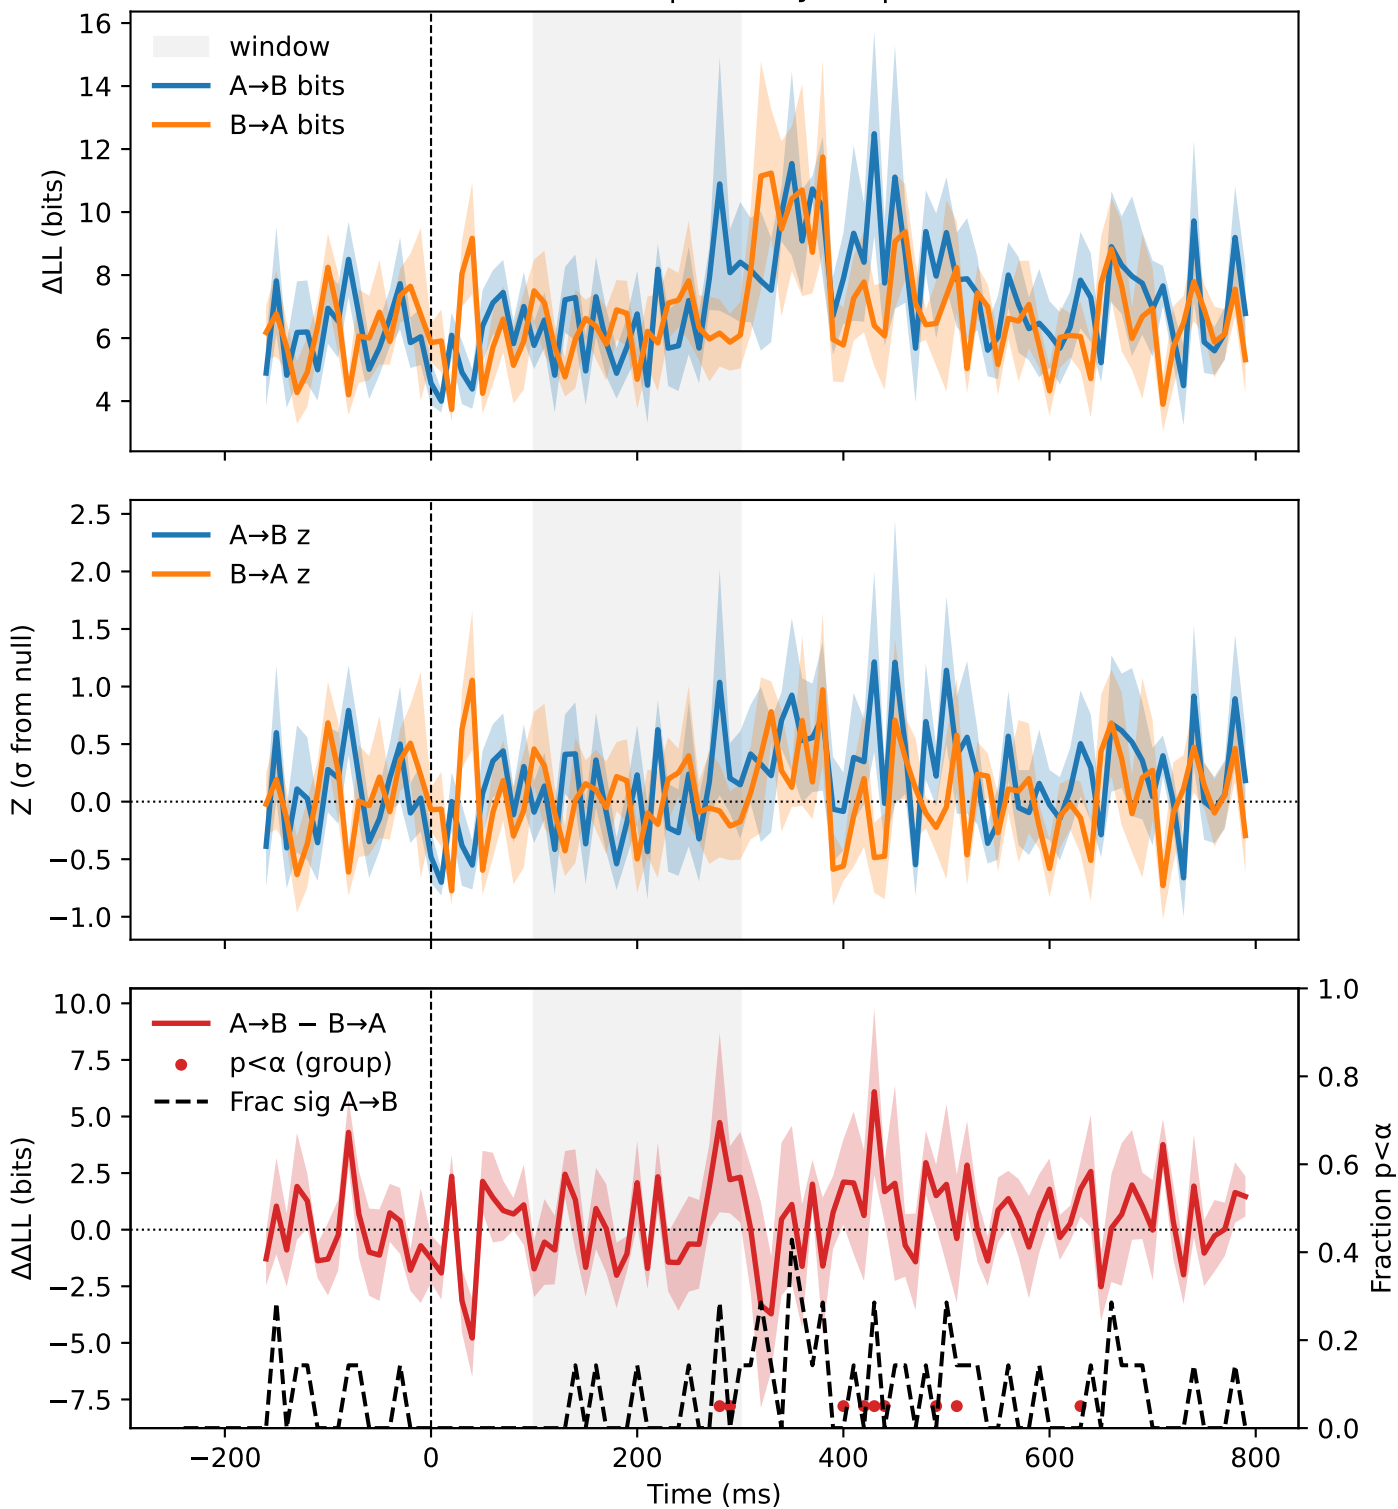 16
14
12
10
8
6
4
ΔLL (bits)
window
A→B bits
B→A bits
2.5
2.0
1.5
1.0
0.5
0.0
−0.5
−1.0
Z (σ from null)
A→B z
B→A z
10.0
7.5
5.0
2.5
0.0
−2.5
−5.0
−7.5
ΔΔLL (bits)
A→B − B→A
p<α (group)
Frac sig A→B
1.0
0.8
0.6
0.4
0.2
0.0
Fraction p<α
−200
0
200
400
600
800
Time (ms)